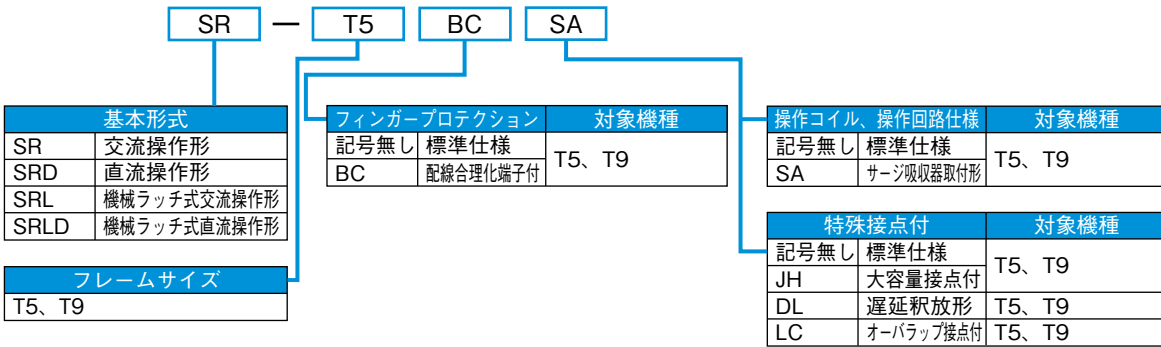 SR － T5 BC SA
基本形式
SR 交流操作形
SRD 直流操作形
SRL 機械ラッチ式交流操作形
SRLD 機械ラッチ式直流操作形
フレームサイズ
T5、T9
フィンガープロテクション 対象機種
記号無し 標準仕様 T5、T9
BC 配線合理化端子付
操作コイル、操作回路仕様 対象機種
記号無し 標準仕様 T5、T9
SA サージ吸収器取付形
特殊接点付 対象機種
記号無し 標準仕様 T5、T9
JH 大容量接点付
DL 遅延釈放形 T5、T9
LC オーバラップ接点付 T5、T9